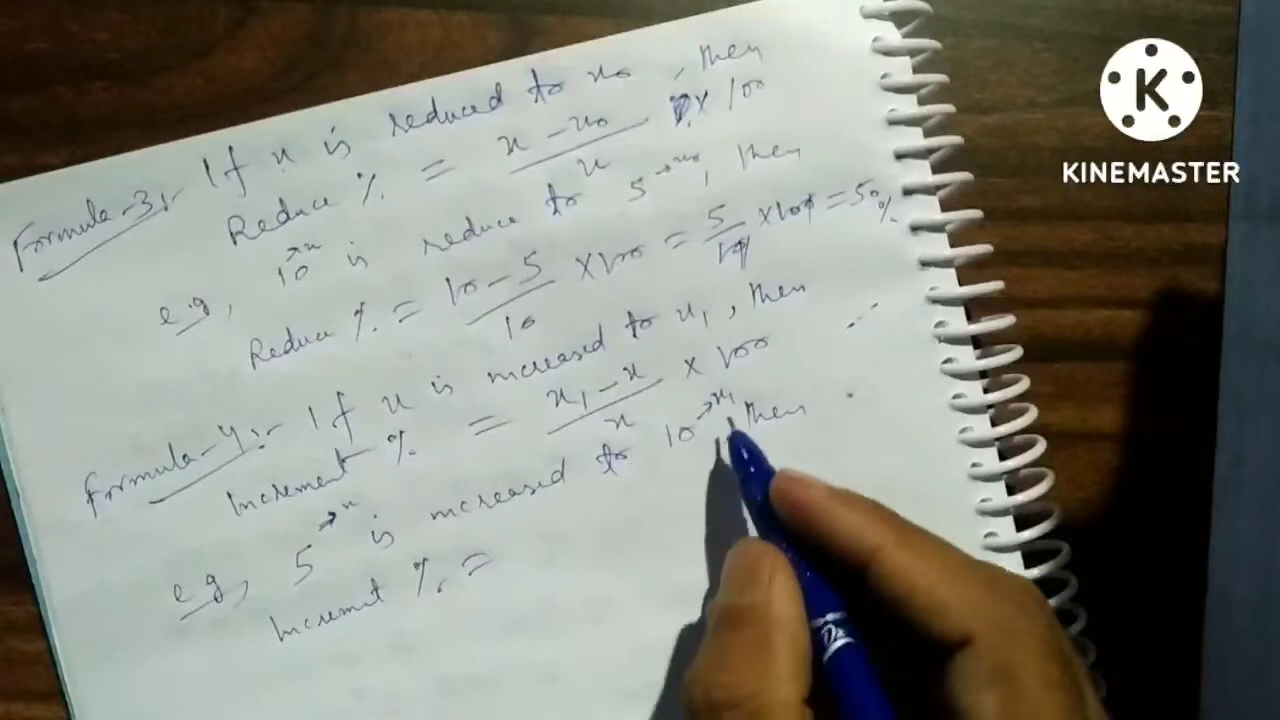 Formula-3:- If x is reduced to x₀, then
Reduce % = x - x₀ / x × 100
e.g, 10→x is reduce to 5→x₀, then
Reduce % = 10-5 / 10 ×100 = 5/10 ×100 = 50%
Formula-4:- If x is increased to x₁, then
Increment % = x₁-x / x × 100
e.g, 5→x is increased to 10→x₁, then
Incremet % =
K
KINEMASTER